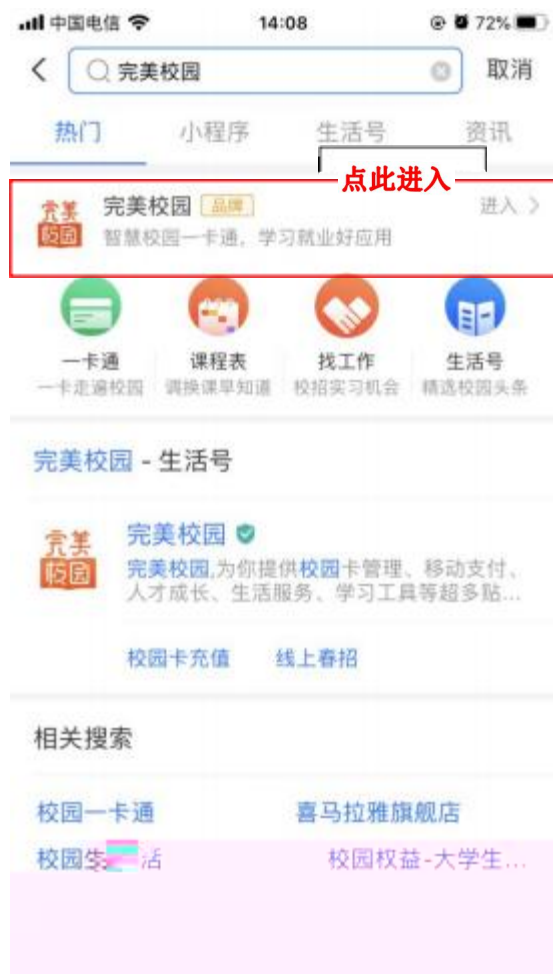 中国电信 14:08 72%
完美校园 取消
热门 小程序 生活号 资讯
点此进入
完美校园 品牌 进入
完美校园
智慧校园一卡通，学习就业好应用
一卡通 课程表 找工作 生活号
一卡走遍校园 调换课早知道 校招实习机会 精选校园头条
完美校园 - 生活号
完美校园
完美校园
完美校园,为你提供校园卡管理、移动支付、
人才成长、生活服务、学习工具等超多贴...
校园卡充值 线上春招
相关搜索
校园一卡通 喜马拉雅旗舰店
校园生 活 校园权益-大学生...